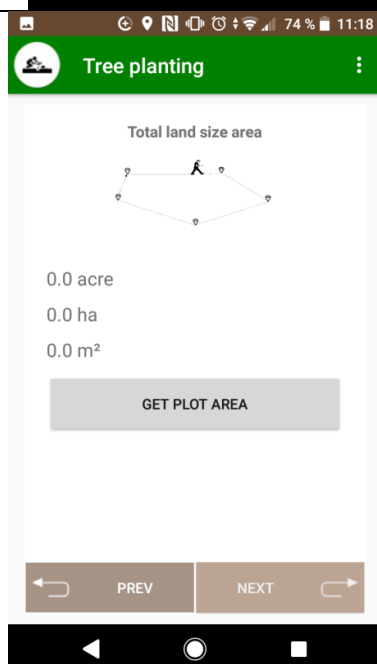 74 % 11:18
Tree planting
Total land size area
0.0 acre
0.0 ha
0.0 m²
GET PLOT AREA
PREV NEXT